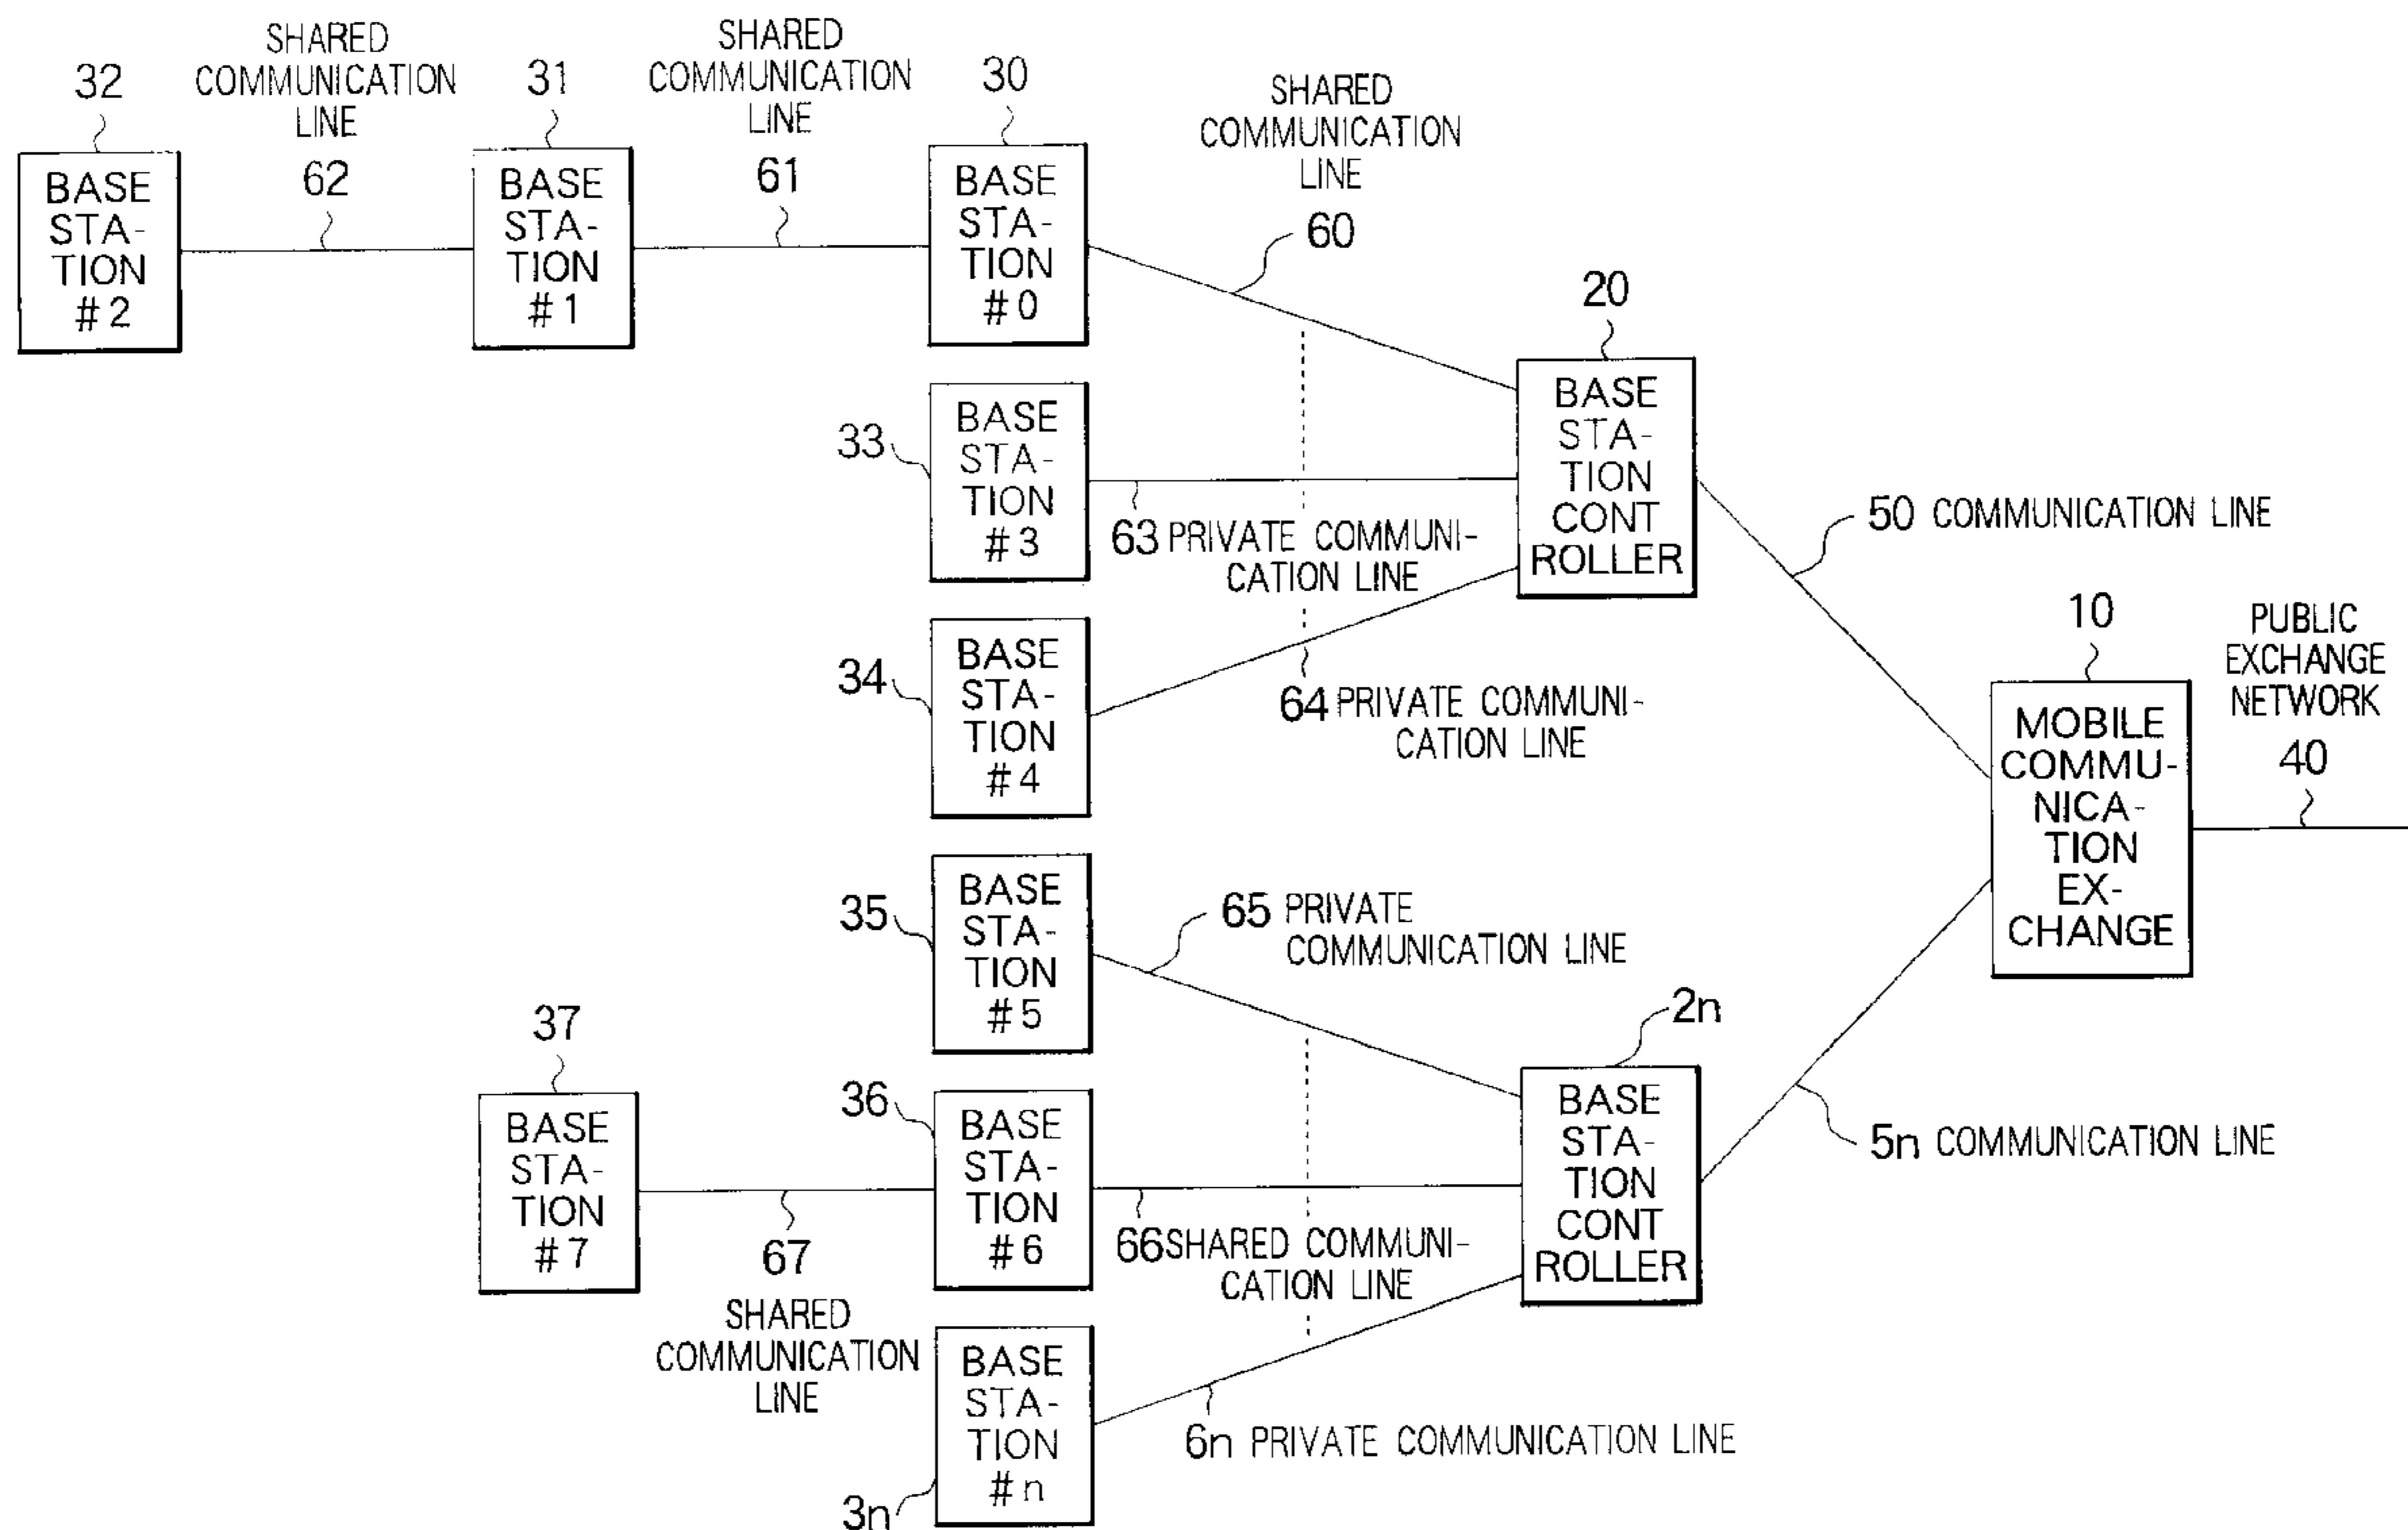 SHARED
COMMUNICATION
LINE
62
SHARED
COMMUNICATION
LINE
61
SHARED
COMMUNICATION
LINE
60
32
BASE
STA-
TION
#2
31
BASE
STA-
TION
#1
30
BASE
STA-
TION
#0
33
BASE
STA-
TION
#3
63 PRIVATE COMMUNI-
CATION LINE
20
BASE
STA-
TION
CONT
ROLLER
50 COMMUNICATION LINE
34
BASE
STA-
TION
#4
64 PRIVATE COMMUNI-
CATION LINE
10
MOBILE
COMMU-
NICA-
TION
EX-
CHANGE
PUBLIC
EXCHANGE
NETWORK
40
35
BASE
STA-
TION
#5
65 PRIVATE
COMMUNICATION LINE
2n
BASE
STA-
TION
CONT
ROLLER
5n COMMUNICATION LINE
37
BASE
STA-
TION
#7
67
SHARED
COMMUNICATION
LINE
36
BASE
STA-
TION
#6
66 SHARED COMMUNI-
CATION LINE
3n
BASE
STA-
TION
#n
6n PRIVATE COMMUNICATION LINE